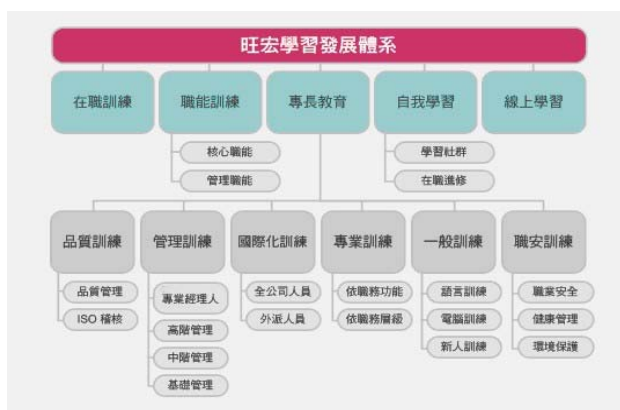 旺宏學習發展體系
在職訓練
職能訓練
專長教育
自我學習
線上學習
核心職能
管理職能
學習社群
在職進修
品質訓練
管理訓練
國際化訓練
專業訓練
一般訓練
職安訓練
品質管理
ISO 稽核
專業經理人
高階管理
中階管理
基礎管理
全公司人員
外派人員
依職務功能
依職務層級
語言訓練
電腦訓練
新人訓練
職業安全
健康管理
環境保護